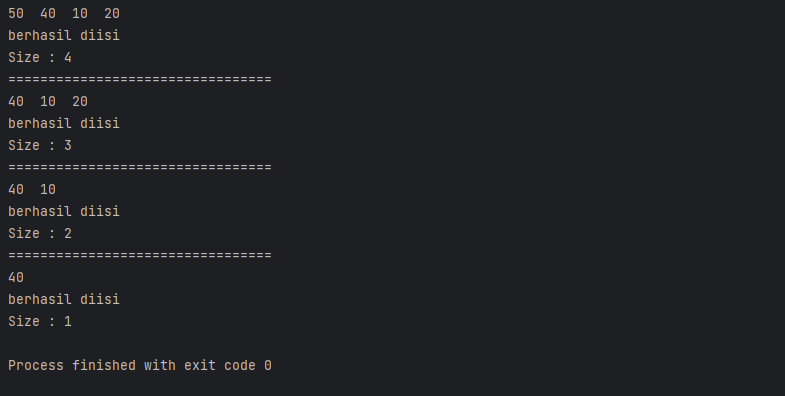 50  40  10  20
berhasil diisi
Size : 4
=================================
40  10  20
berhasil diisi
Size : 3
=================================
40  10
berhasil diisi
Size : 2
=================================
40
berhasil diisi
Size : 1
Process finished with exit code 0